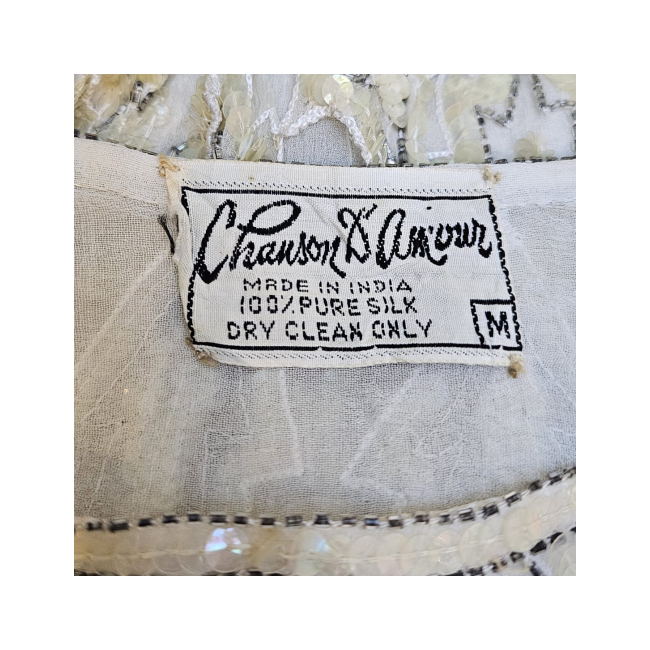 Chanson D'Amour
MADE IN INDIA
100% PURE SILK
DRY CLEAN ONLY
M